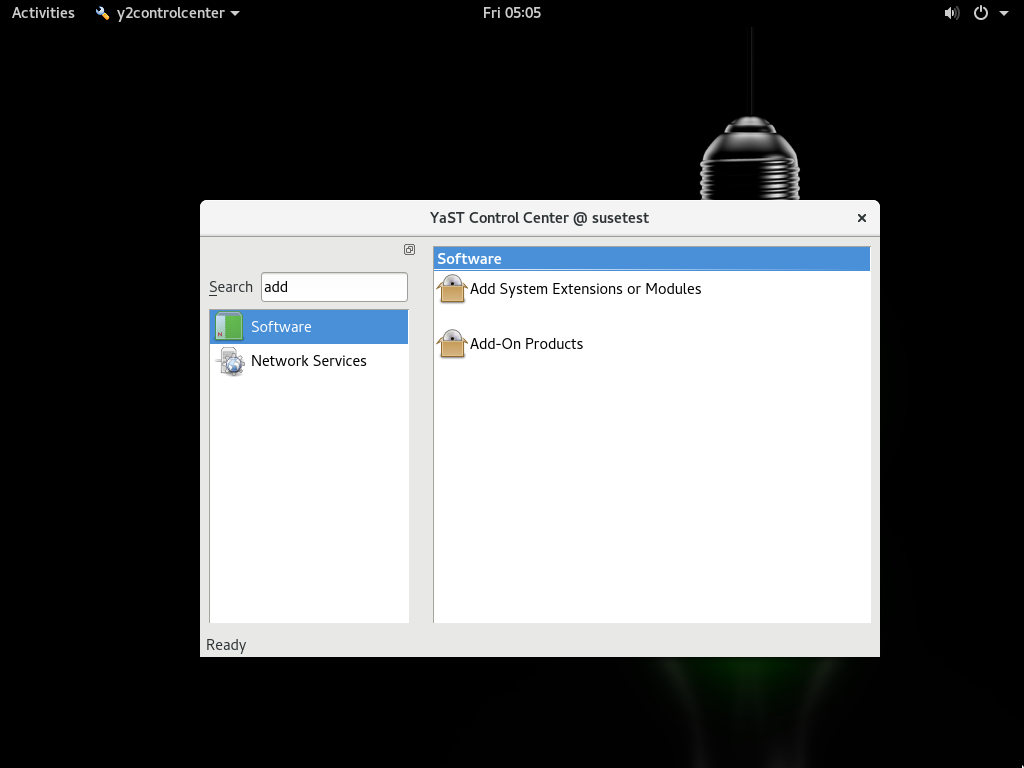 Activities y2controlcenter Fri 05:05
YaST Control Center @ susetest
Search add
Software
Network Services
Software
Add System Extensions or Modules
Add-On Products
Ready